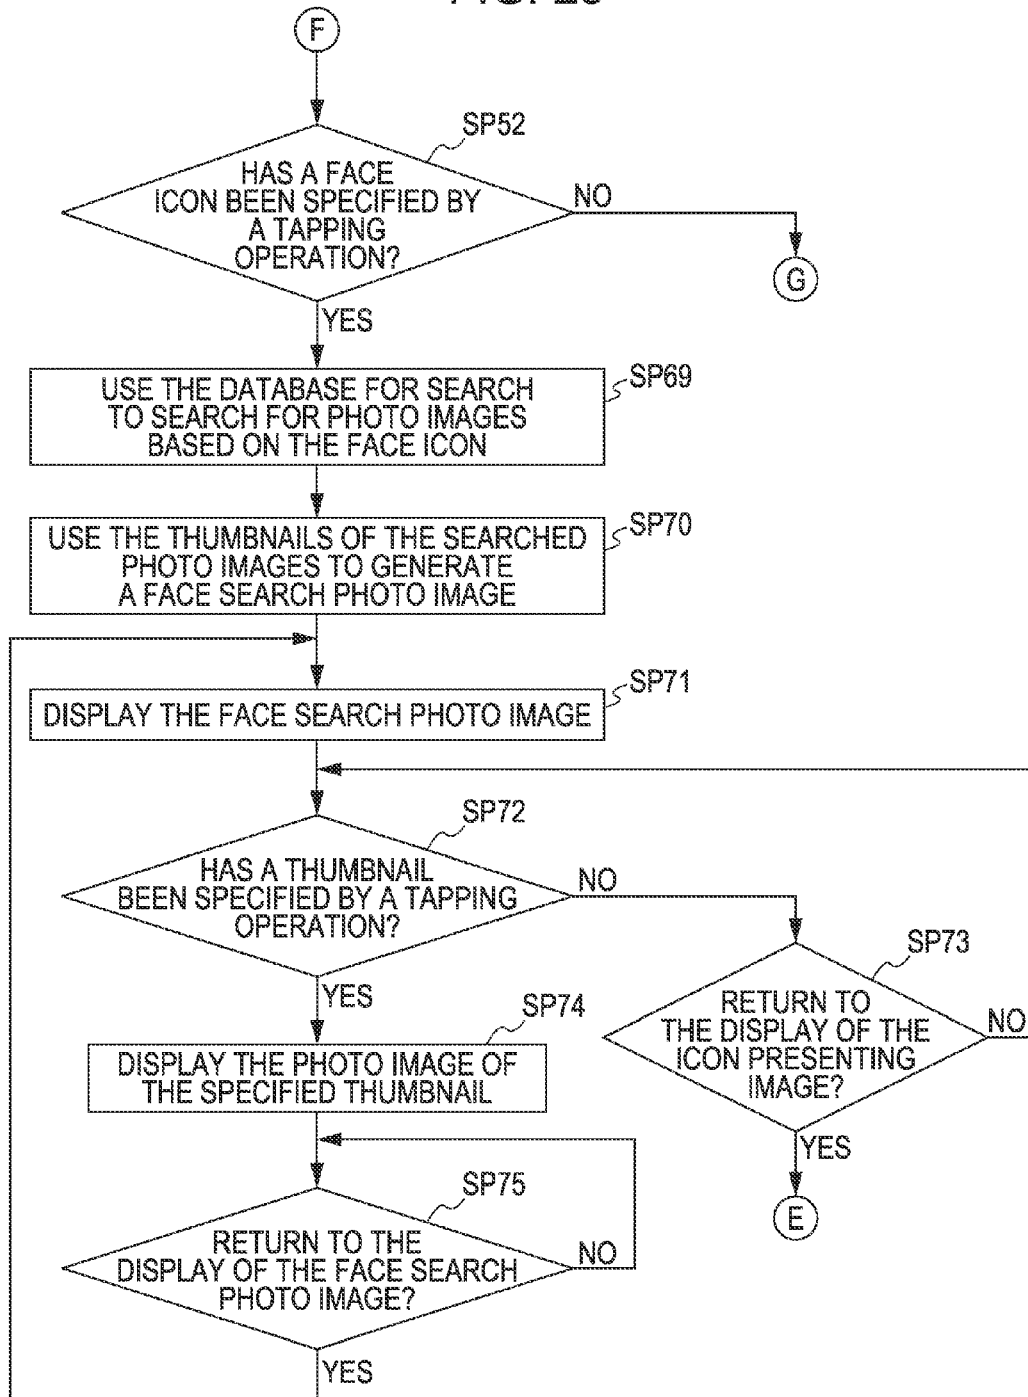 F
SP52
HAS A FACE
ICON BEEN SPECIFIED BY
A TAPPING
OPERATION?
NO
G
YES
SP69
USE THE DATABASE FOR SEARCH
TO SEARCH FOR PHOTO IMAGES
BASED ON THE FACE ICON
SP70
USE THE THUMBNAILS OF THE SEARCHED
PHOTO IMAGES TO GENERATE
A FACE SEARCH PHOTO IMAGE
SP71
DISPLAY THE FACE SEARCH PHOTO IMAGE
SP72
HAS A THUMBNAIL
BEEN SPECIFIED BY A TAPPING
OPERATION?
NO
SP73
RETURN TO
THE DISPLAY OF THE
ICON PRESENTING
IMAGE?
NO
YES
E
YES
SP74
DISPLAY THE PHOTO IMAGE OF
THE SPECIFIED THUMBNAIL
SP75
RETURN TO THE
DISPLAY OF THE FACE SEARCH
PHOTO IMAGE?
NO
YES